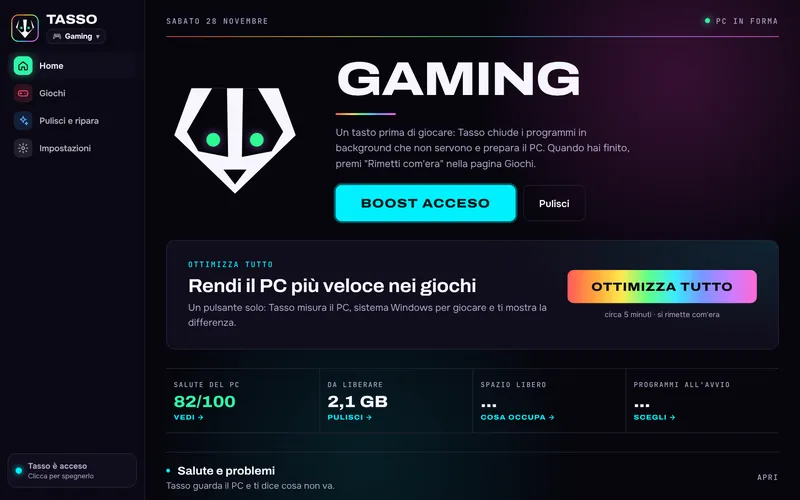 TASSO
🎮 Gaming ▾
Home
Giochi
Pulisci e ripara
Impostazioni
Tasso è acceso
Clicca per spegnerlo
SABATO 28 NOVEMBRE
PC IN FORMA
GAMING
Un tasto prima di giocare: Tasso chiude i programmi in
background che non servono e prepara il PC. Quando hai finito,
premi "Rimetti com'era" nella pagina Giochi.
BOOST ACCESO
Pulisci
OTTIMIZZA TUTTO
Rendi il PC più veloce nei giochi
Un pulsante solo: Tasso misura il PC, sistema Windows per giocare e ti mostra la
differenza.
OTTIMIZZA TUTTO
circa 5 minuti · si rimette com'era
SALUTE DEL PC
82/100
VEDI →
DA LIBERARE
2,1 GB
PULISCI →
SPAZIO LIBERO
...
COSA OCCUPA →
PROGRAMMI ALL'AVVIO
...
SCEGLI →
Salute e problemi
Tasso guarda il PC e ti dice cosa non va.
APRI